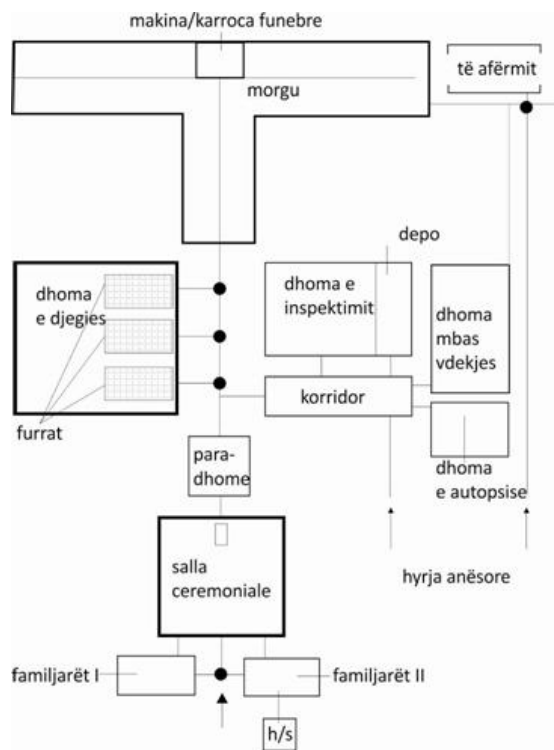 makina/karroca funebre
të afërmit
morgu
depo
dhoma
e djegies
dhoma e
inspektimit
dhoma
mbas
vdekjes
korridor
furrat
para-
dhome
dhoma
e autopsise
salla
ceremoniale
hyrja anësore
familjarët I
familjarët II
h/s